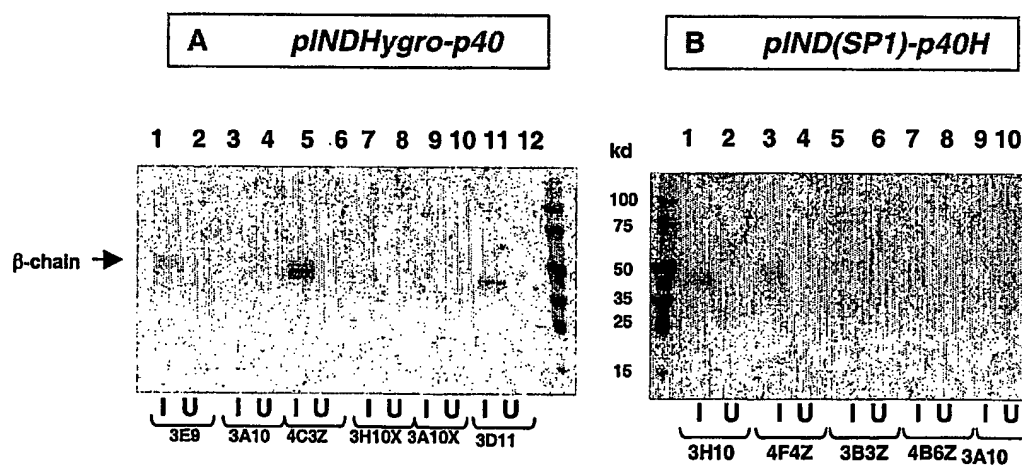 A pINDHygro-p40
B pIND(SP1)-p40H
1 2 3 4 5 6 7 8 9 10 11 12
kd
1 2 3 4 5 6 7 8 9 10
β-chain
100
75
50
35
25
15
I U I U I U I U I U I U
3E9 3A10 4C3Z 3H10X 3A10X 3D11
I U I U I U I U I U
3H10 4F4Z 3B3Z 4B6Z 3A10